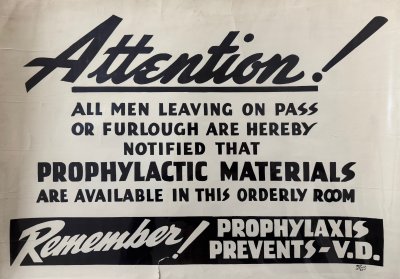 Attention!
ALL MEN LEAVING ON PASS
OR FURLOUGH ARE HEREBY
NOTIFIED THAT
PROPHYLACTIC MATERIALS
ARE AVAILABLE IN THIS ORDERLY ROOM
Remember! PROPHYLAXIS
PREVENTS-V.D.